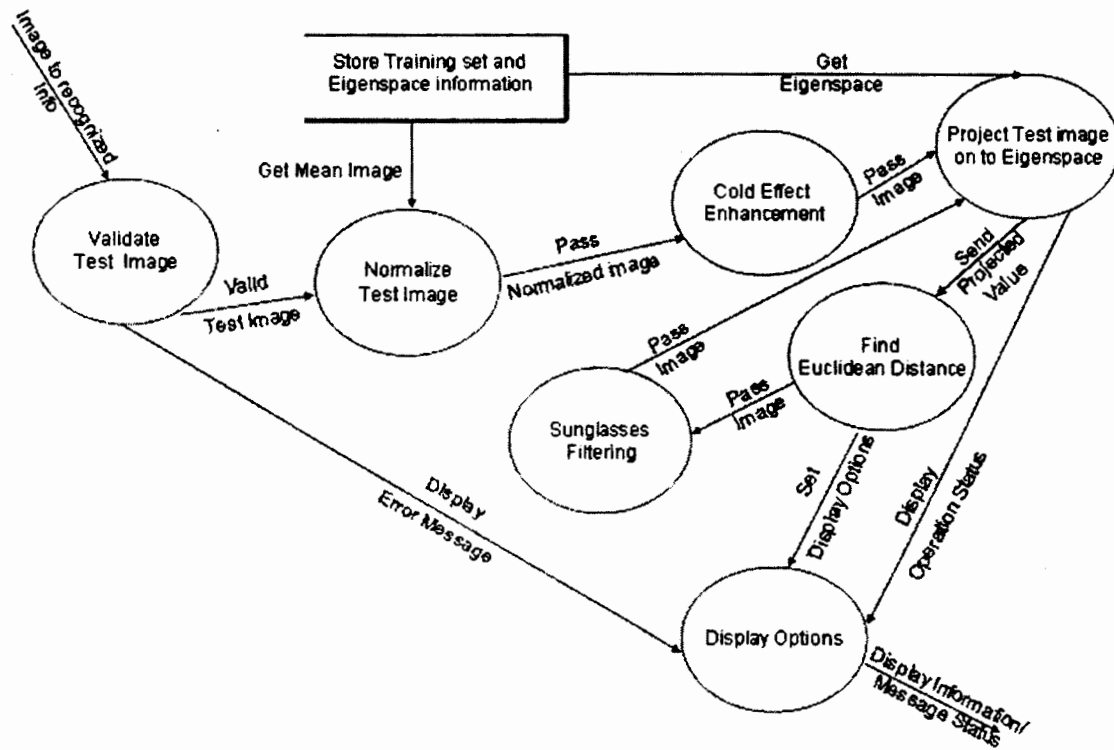 Image to recognized
Info
Store Training set and
Eigenspace information
Get
Eigenspace
Project Test image
on to Eigenspace
Get Mean Image
Cold Effect
Enhancement
Pass
Image
Validate
Test Image
Normalize
Test Image
Pass
Normalized image
Valid
Test Image
Send
Projected
Value
Find
Euclidean Distance
Pass
Image
Pass
Image
Sunglasses
Filtering
Set
Display Options
Display
Operation Status
Display
Error Message
Display Options
Display Information/
Message Status